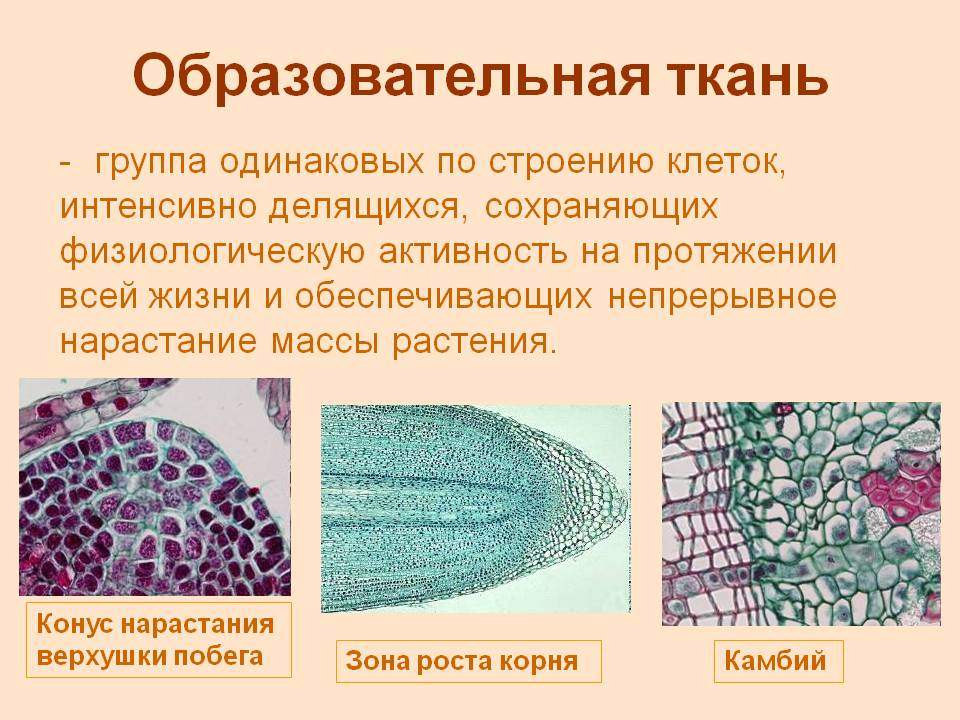 Образовательная ткань
- группа одинаковых по строению клеток,
интенсивно делящихся, сохраняющих
физиологическую активность на протяжении
всей жизни и обеспечивающих непрерывное
нарастание массы растения.
Конус нарастания
верхушки побега
Зона роста корня
Камбий